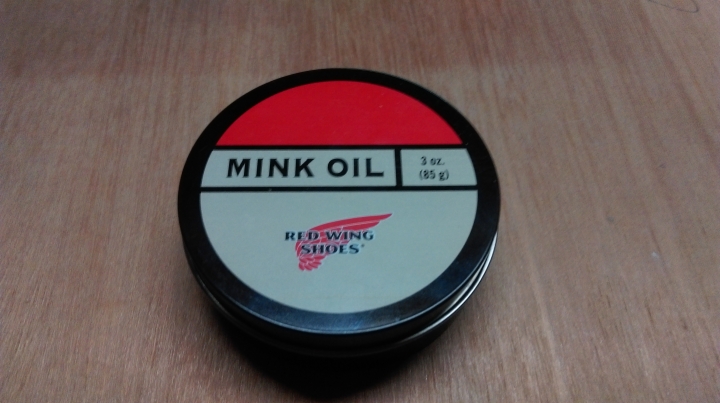 MINK OIL
3 oz.
(85 g)
RED WING
SHOES®